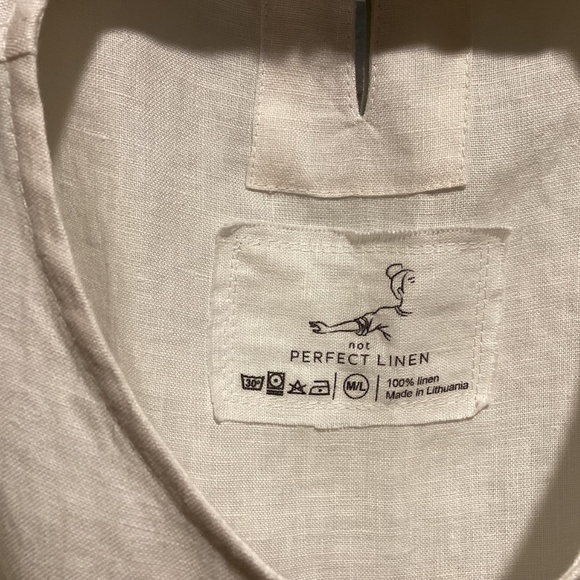 not
PERFECT LINEN
30° M/L 100% linen
Made in Lithuania